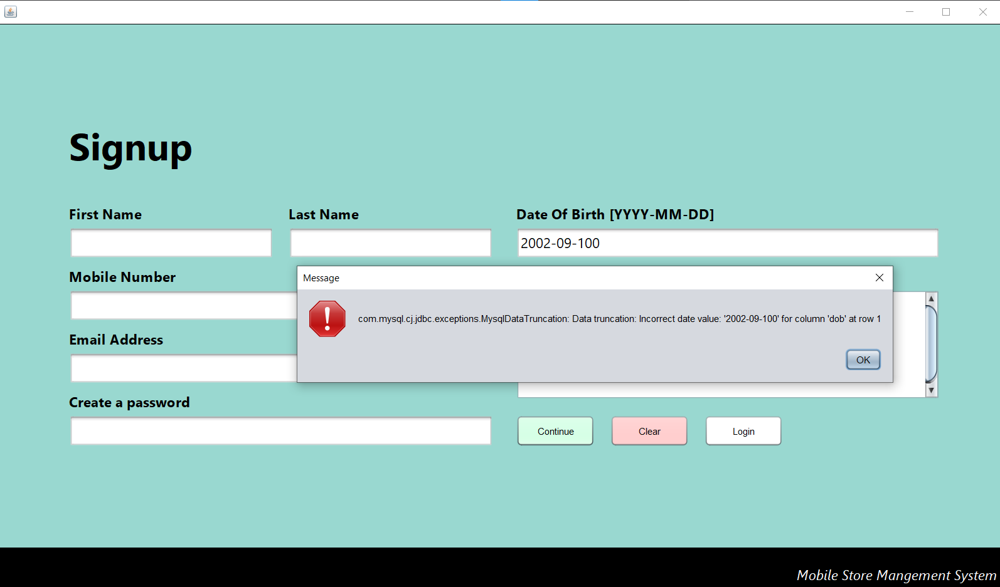 Signup
First Name
Last Name
Date Of Birth [YYYY-MM-DD]
2002-09-100
Mobile Number
Message
com.mysql.cj.jdbc.exceptions.MysqlDataTruncation: Data truncation: Incorrect date value: '2002-09-100' for column 'dob' at row 1
OK
Email Address
Create a password
Continue
Clear
Login
Mobile Store Mangement System